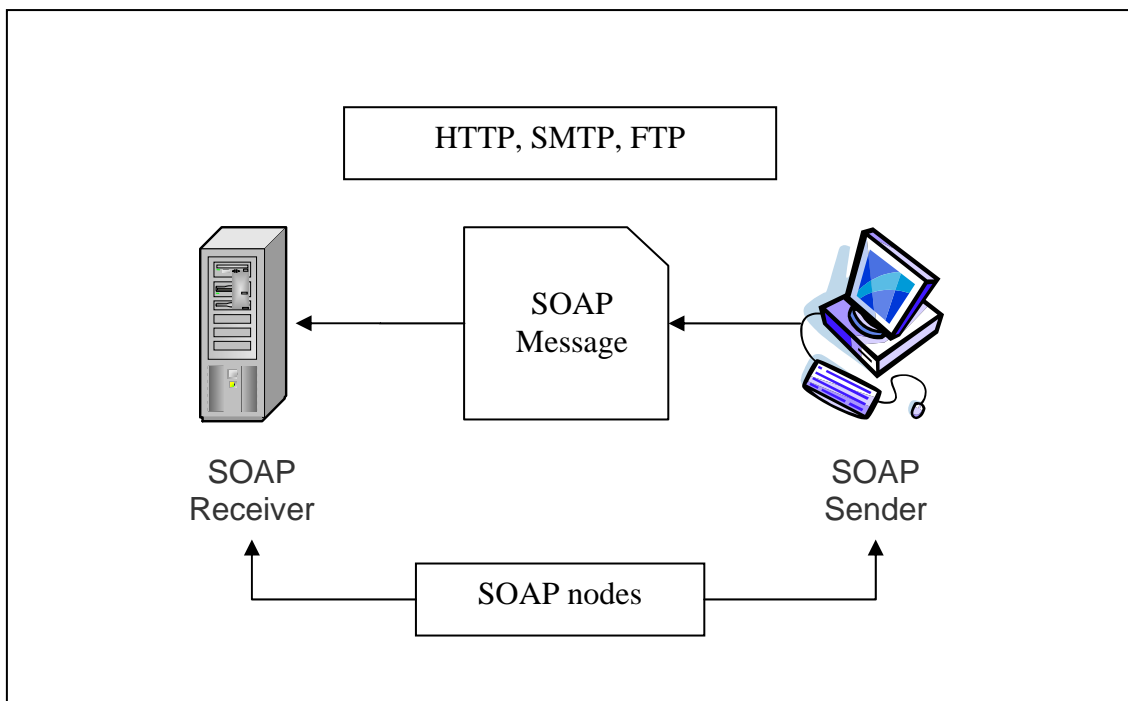 HTTP, SMTP, FTP
SOAP
Message
SOAP
Receiver
SOAP
Sender
SOAP nodes